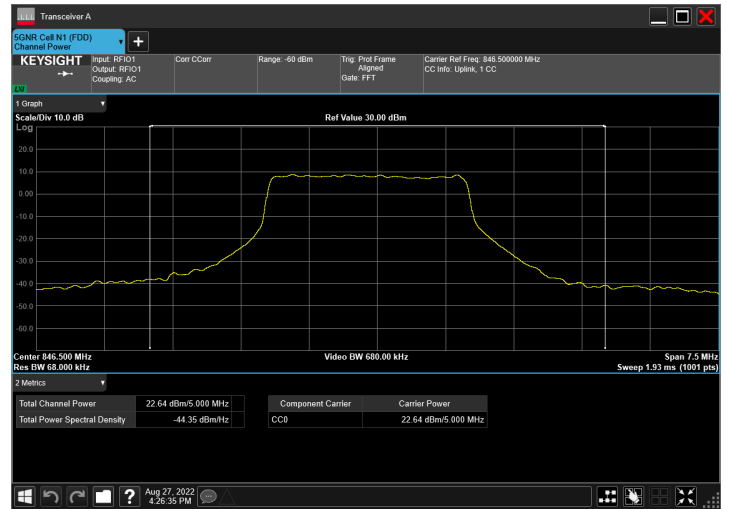 Transceiver A
5GNR Cell N1 (FDD)
Channel Power
KEYSIGHT
Input: RFIO1
Output: RFIO1
Coupling: AC
Corr CCorr
Range: -60 dBm
Trig: Prot Frame
Aligned
Gate: FFT
Carrier Ref Freq: 846.500000 MHz
CC Info: Uplink, 1 CC
LXI
1 Graph
Scale/Div 10.0 dB
Ref Value 30.00 dBm
Log
20.0
10.0
0.00
-10.0
-20.0
-30.0
-40.0
-50.0
-60.0
Center 846.500 MHz
Video BW 680.00 kHz
Span 7.5 MHz
Res BW 68.000 kHz
Sweep 1.93 ms (1001 pts)
2 Metrics
Total Channel Power 22.64 dBm/5.000 MHz
Total Power Spectral Density -44.35 dBm/Hz
Component Carrier Carrier Power
CC0 22.64 dBm/5.000 MHz
Aug 27, 2022
4:26:35 PM